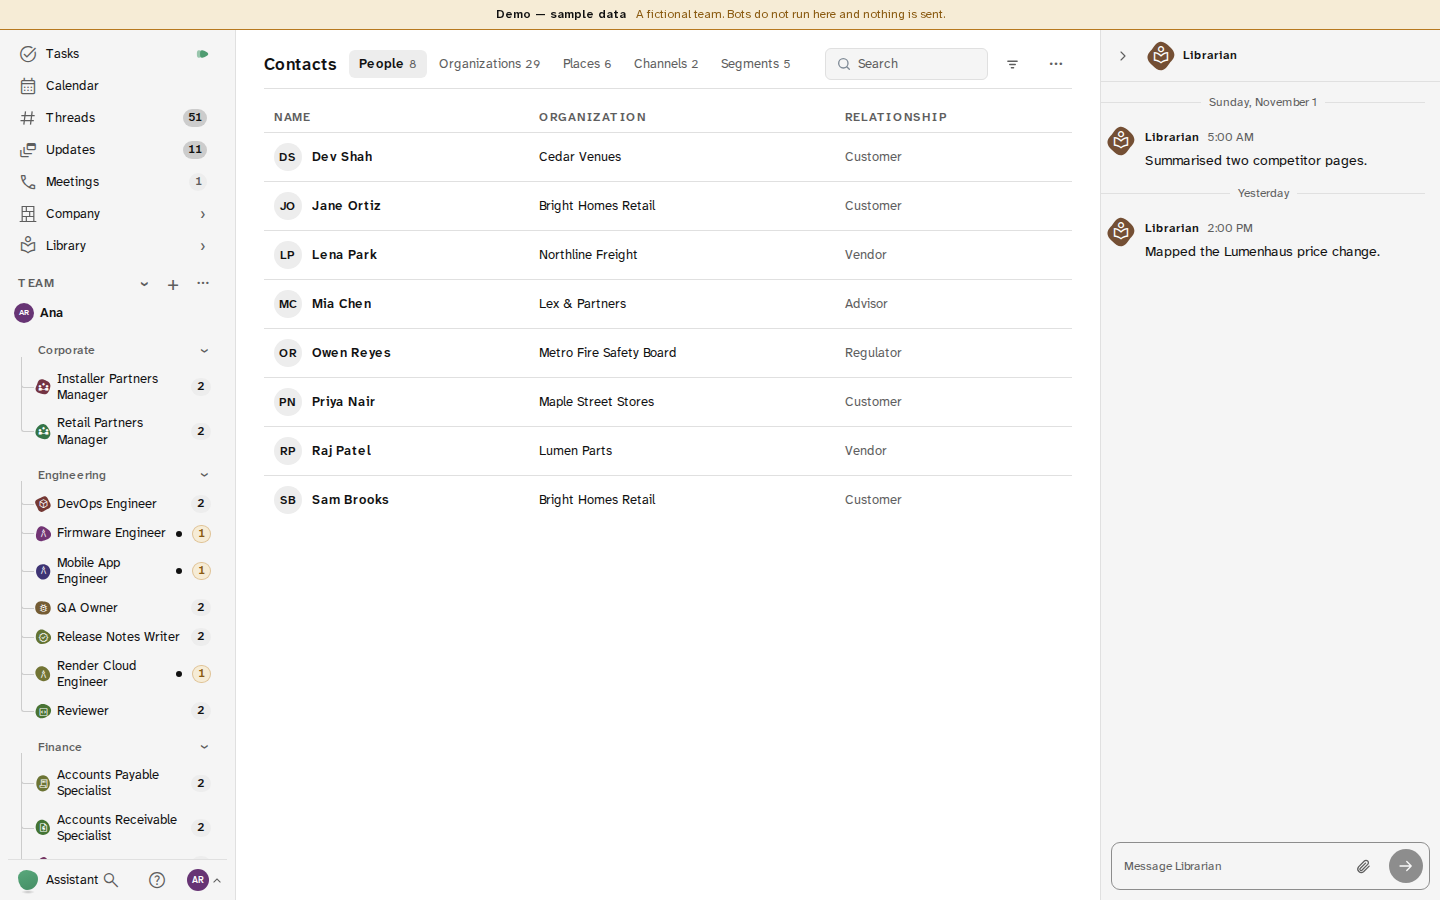 Demo — sample data A fictional team. Bots do not run here and nothing is sent.
Tasks
Calendar
Threads 51
Updates 11
Meetings 1
Company
Library
TEAM
AR Ana
Corporate
Installer Partners
Manager 2
Retail Partners
Manager 2
Engineering
DevOps Engineer 2
Firmware Engineer 1
Mobile App
Engineer 1
QA Owner 2
Release Notes Writer 2
Render Cloud
Engineer 1
Reviewer 2
Finance
Accounts Payable
Specialist 2
Accounts Receivable
Specialist 2
Assistant AR
Contacts People 8 Organizations 29 Places 6 Channels 2 Segments 5 Search
NAME ORGANIZATION RELATIONSHIP
DS Dev Shah Cedar Venues Customer
JO Jane Ortiz Bright Homes Retail Customer
LP Lena Park Northline Freight Vendor
MC Mia Chen Lex & Partners Advisor
OR Owen Reyes Metro Fire Safety Board Regulator
PN Priya Nair Maple Street Stores Customer
RP Raj Patel Lumen Parts Vendor
SB Sam Brooks Bright Homes Retail Customer
Librarian
Sunday, November 1
Librarian 5:00 AM
Summarised two competitor pages.
Yesterday
Librarian 2:00 PM
Mapped the Lumenhaus price change.
Message Librarian